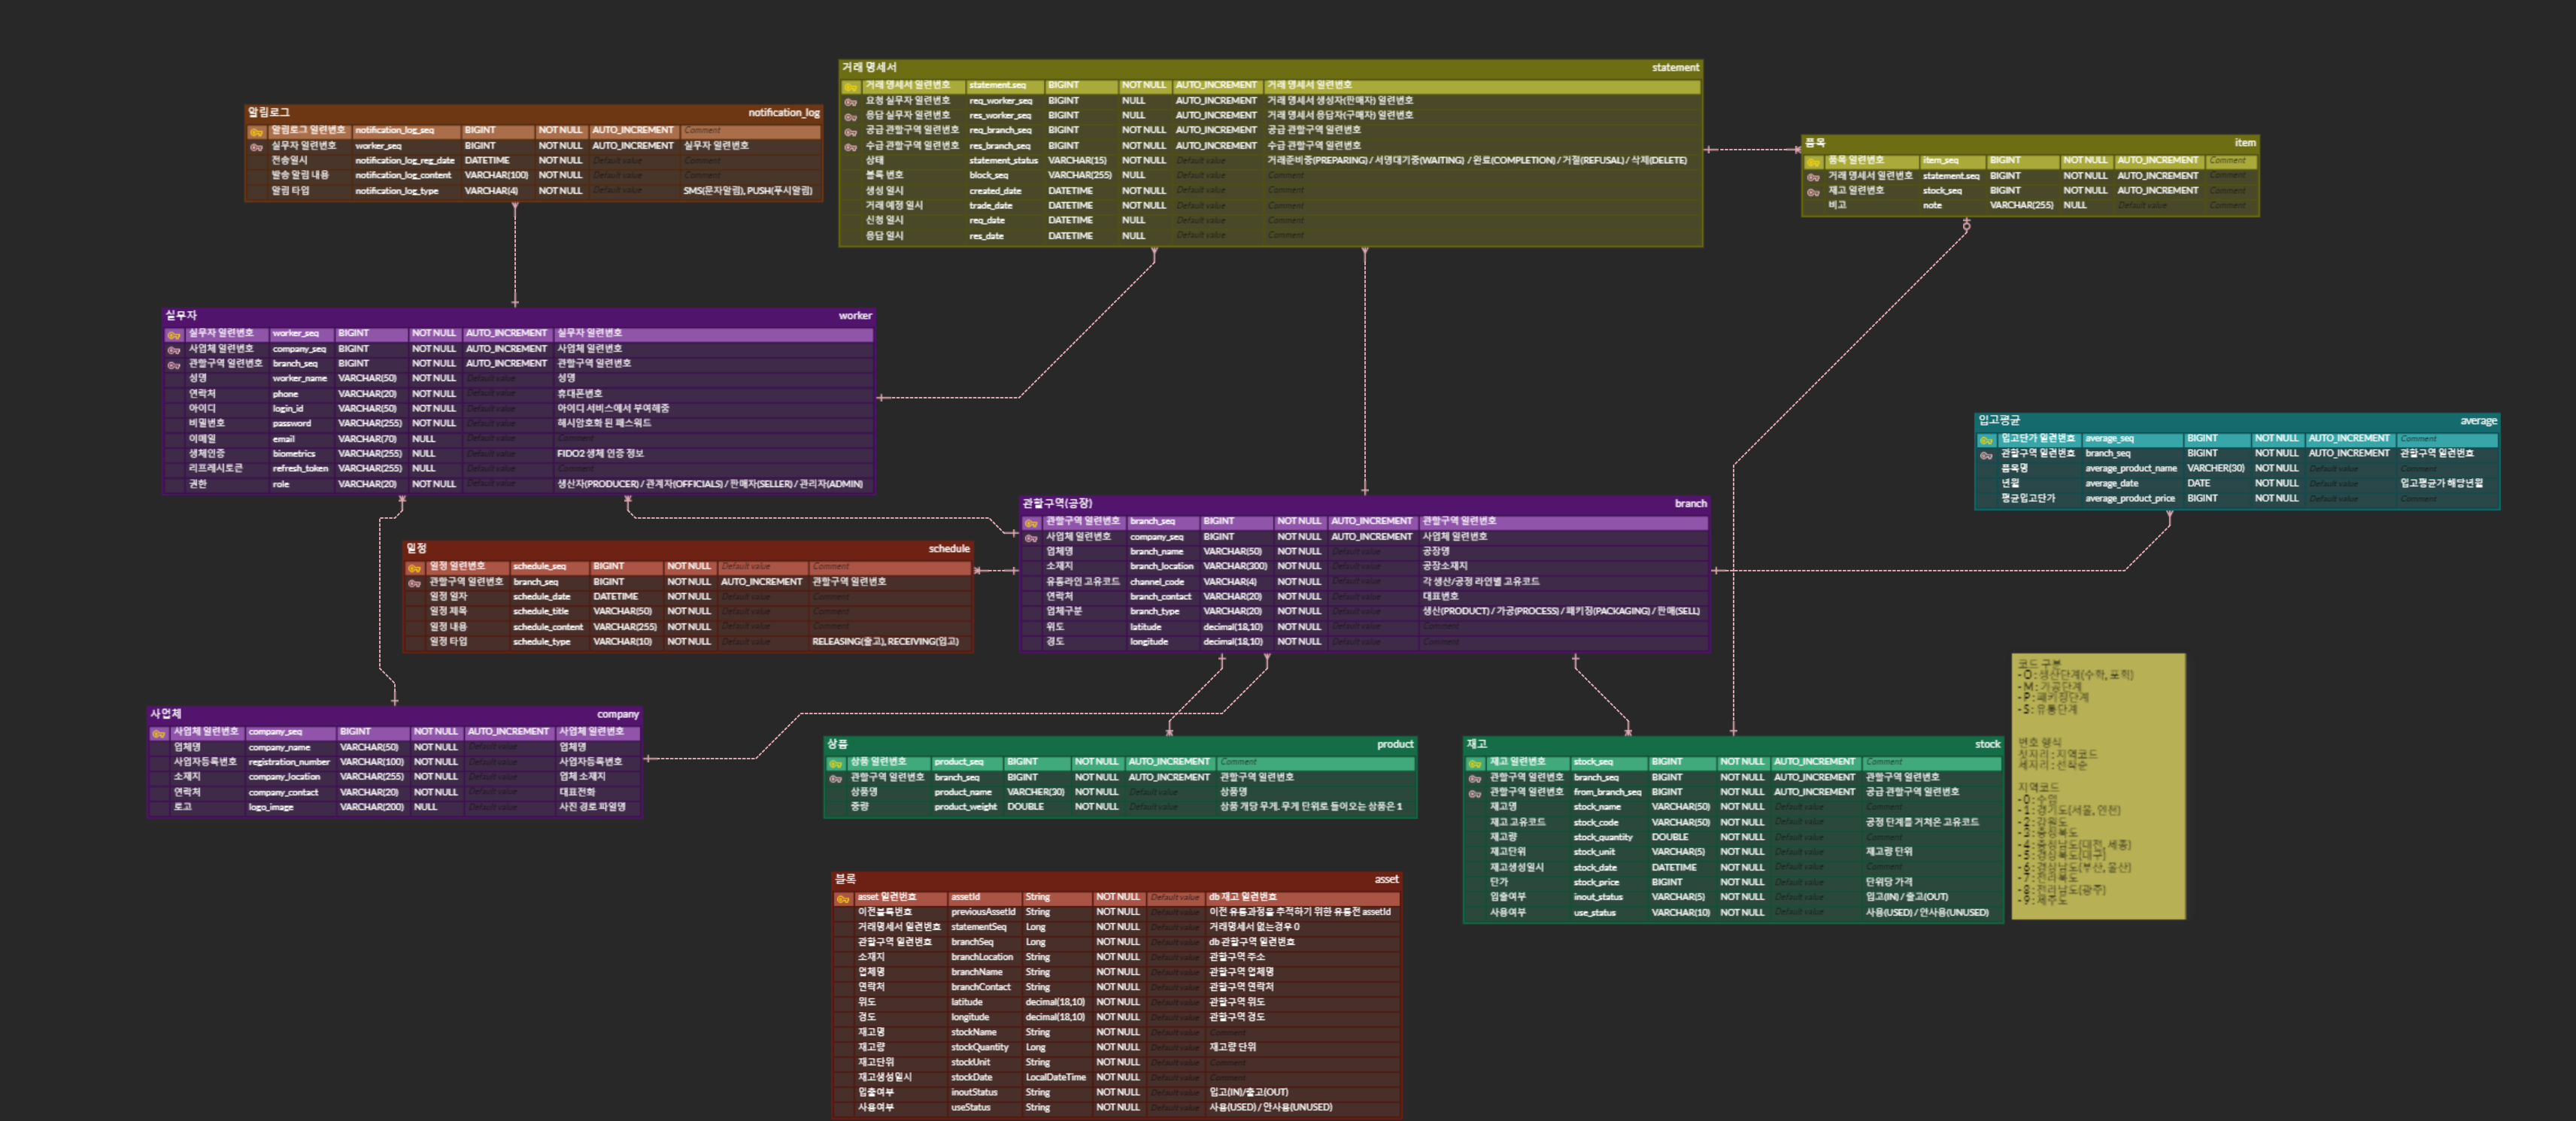 거래 명세서 statement
거래 명세서 일련번호 statement.seq BIGINT NOT NULL AUTO_INCREMENT 거래 명세서 일련번호
요청 실무자 일련번호 req_worker_seq BIGINT NULL AUTO_INCREMENT 거래 명세서 생성자(판매자) 일련번호
응답 실무자 일련번호 res_worker_seq BIGINT NULL AUTO_INCREMENT 거래 명세서 응답자(구매자) 일련번호
공급 관할구역 일련번호 req_branch_seq BIGINT NOT NULL AUTO_INCREMENT 공급 관할구역 일련번호
수급 관할구역 일련번호 res_branch_seq BIGINT NOT NULL AUTO_INCREMENT 수급 관할구역 일련번호
상태 statement_status VARCHAR(15) NOT NULL Default value 거래준비중(PREPARING) / 서명대기중(WAITING) / 완료(COMPLETION) / 거절(REFUSAL) / 삭제(DELETE)
블록 번호 block_seq VARCHAR(255) NULL Default value Comment
생성 일시 created_date DATETIME NOT NULL Default value Comment
거래 예정 일시 trade_date DATETIME NOT NULL Default value Comment
신청 일시 req_date DATETIME NULL Default value Comment
응답 일시 res_date DATETIME NULL Default value Comment
알림로그 notification_log
알림로그 일련번호 notification_log_seq BIGINT NOT NULL AUTO_INCREMENT Comment
실무자 일련번호 worker_seq BIGINT NOT NULL AUTO_INCREMENT 실무자 일련번호
전송일시 notification_log_reg_date DATETIME NOT NULL Default value Comment
발송 알림 내용 notification_log_content VARCHAR(100) NOT NULL Default value Comment
알림 타입 notification_log_type VARCHAR(4) NOT NULL Default value SMS(문자알림), PUSH(푸시알림)
품목 item
품목 일련번호 item_seq BIGINT NOT NULL AUTO_INCREMENT Comment
거래 명세서 일련번호 statement.seq BIGINT NOT NULL AUTO_INCREMENT Comment
재고 일련번호 stock_seq BIGINT NOT NULL AUTO_INCREMENT Comment
비고 note VARCHAR(255) NULL Default value Comment
실무자 worker
실무자 일련번호 worker_seq BIGINT NOT NULL AUTO_INCREMENT 실무자 일련번호
사업체 일련번호 company_seq BIGINT NOT NULL AUTO_INCREMENT 사업체 일련번호
관할구역 일련번호 branch_seq BIGINT NOT NULL AUTO_INCREMENT 관할구역 일련번호
성명 worker_name VARCHAR(50) NOT NULL Default value 성명
연락처 phone VARCHAR(20) NOT NULL Default value 휴대폰번호
아이디 login_id VARCHAR(50) NOT NULL Default value 아이디 서비스에서 부여해줌
비밀번호 password VARCHAR(255) NOT NULL Default value 해시암호화 된 패스워드
이메일 email VARCHAR(70) NULL Default value Comment
생체인증 biometrics VARCHAR(255) NULL Default value FIDO2 생체 인증 정보
리프레시토큰 refresh_token VARCHAR(255) NULL Default value Comment
권한 role VARCHAR(20) NOT NULL Default value 생산자(PRODUCER) / 관계자(OFFICIALS) / 판매자(SELLER) / 관리자(ADMIN)
입고평균 average
입고단가 일련번호 average_seq BIGINT NOT NULL AUTO_INCREMENT Comment
관할구역 일련번호 branch_seq BIGINT NOT NULL AUTO_INCREMENT 관할구역 일련번호
품목명 average_product_name VARCHER(30) NOT NULL Default value Comment
년월 average_date DATE NOT NULL Default value 입고평균가 해당년월
평균입고단가 average_product_price BIGINT NOT NULL Default value Comment
관할구역(공장) branch
관할구역 일련번호 branch_seq BIGINT NOT NULL AUTO_INCREMENT 관할구역 일련번호
사업체 일련번호 company_seq BIGINT NOT NULL AUTO_INCREMENT 사업체 일련번호
업체명 branch_name VARCHAR(50) NOT NULL Default value 공장명
소재지 branch_location VARCHAR(300) NOT NULL Default value 공장소재지
유통라인 고유코드 channel_code VARCHAR(4) NOT NULL Default value 각 생산/공정 라인별 고유코드
연락처 branch_contact VARCHAR(20) NOT NULL Default value 대표번호
업체구분 branch_type VARCHAR(20) NOT NULL Default value 생산(PRODUCT) / 가공(PROCESS) / 패키징(PACKAGING) / 판매(SELL)
위도 latitude decimal(18,10) NOT NULL Default value Comment
경도 longitude decimal(18,10) NOT NULL Default value Comment
일정 schedule
일정 일련번호 schedule_seq BIGINT NOT NULL Default value Comment
관할구역 일련번호 branch_seq BIGINT NOT NULL AUTO_INCREMENT 관할구역 일련번호
일정 일자 schedule_date DATETIME NOT NULL Default value Comment
일정 제목 schedule_title VARCHAR(50) NOT NULL Default value Comment
일정 내용 schedule_content VARCHAR(255) NOT NULL Default value Comment
일정 타입 schedule_type VARCHAR(10) NOT NULL Default value RELEASING(출고), RECEIVING(입고)
사업체 company
사업체 일련번호 company_seq BIGINT NOT NULL AUTO_INCREMENT 사업체 일련번호
업체명 company_name VARCHAR(50) NOT NULL Default value 업체명
사업자등록번호 registration_number VARCHAR(100) NOT NULL Default value 사업자등록번호
소재지 company_location VARCHAR(255) NOT NULL Default value 업체 소재지
연락처 company_contact VARCHAR(20) NOT NULL Default value 대표전화
로고 logo_image VARCHAR(200) NULL Default value 사진 경로 파일명
상품 product
상품 일련번호 product_seq BIGINT NOT NULL AUTO_INCREMENT Comment
관할구역 일련번호 branch_seq BIGINT NOT NULL AUTO_INCREMENT 관할구역 일련번호
상품명 product_name VARCHER(30) NOT NULL Default value 상품명
중량 product_weight DOUBLE NOT NULL Default value 상품 개당 무게. 무게 단위로 들어오는 상품은 1
재고 stock
재고 일련번호 stock_seq BIGINT NOT NULL AUTO_INCREMENT Comment
관할구역 일련번호 branch_seq BIGINT NOT NULL AUTO_INCREMENT 관할구역 일련번호
관할구역 일련번호 from_branch_seq BIGINT NOT NULL AUTO_INCREMENT 공급 관할구역 일련번호
재고명 stock_name VARCHAR(50) NOT NULL Default value Comment
재고 고유코드 stock_code VARCHAR(50) NOT NULL Default value 공정 단계를 거쳐온 고유코드
재고량 stock_quantity DOUBLE NOT NULL Default value Comment
재고단위 stock_unit VARCHAR(5) NOT NULL Default value 재고량 단위
재고생성일시 stock_date DATETIME NOT NULL Default value Comment
단가 stock_price BIGINT NOT NULL Default value 단위당 가격
입출여부 inout_status VARCHAR(5) NOT NULL Default value 입고(IN) / 출고(OUT)
사용여부 use_status VARCHAR(10) NOT NULL Default value 사용(USED) / 안사용(UNUSED)
코드 구분
-O : 생산단계(수확, 포획)
-M : 가공단계
-P : 패키징단계
-S : 유통단계
번호 형식
첫자리 : 지역코드
세자리 : 선착순
지역코드
-0 : 수입
-1 : 경기도(서울, 인천)
-2 : 강원도
-3 : 충청북도
-4 : 충청남도(대전, 세종)
-5 : 경상북도(대구)
-6 : 경상남도(부산, 울산)
-7 : 전라북도
-8 : 전라남도(광주)
-9 : 제주도
블록 asset
asset 일련번호 assetId String NOT NULL Default value db 재고 일련번호
이전블록번호 previousAssetId String NOT NULL Default value 이전 유통과정을 추적하기 위한 유통전 assetId
거래명세서 일련번호 statementSeq Long NOT NULL Default value 거래명세서 없는경우 0
관할구역 일련번호 branchSeq Long NOT NULL Default value db 관할구역 일련번호
소재지 branchLocation String NOT NULL Default value 관할구역 주소
업체명 branchName String NOT NULL Default value 관할구역 업체명
연락처 branchContact String NOT NULL Default value 관할구역 연락처
위도 latitude decimal(18,10) NOT NULL Default value 관할구역 위도
경도 longitude decimal(18,10) NOT NULL Default value 관할구역 경도
재고명 stockName String NOT NULL Default value Comment
재고량 stockQuantity Long NOT NULL Default value 재고량 단위
재고단위 stockUnit String NOT NULL Default value Comment
재고생성일시 stockDate LocalDateTime NOT NULL Default value Comment
입출여부 inoutStatus String NOT NULL Default value 입고(IN)/출고(OUT)
사용여부 useStatus String NOT NULL Default value 사용(USED) / 안사용(UNUSED)